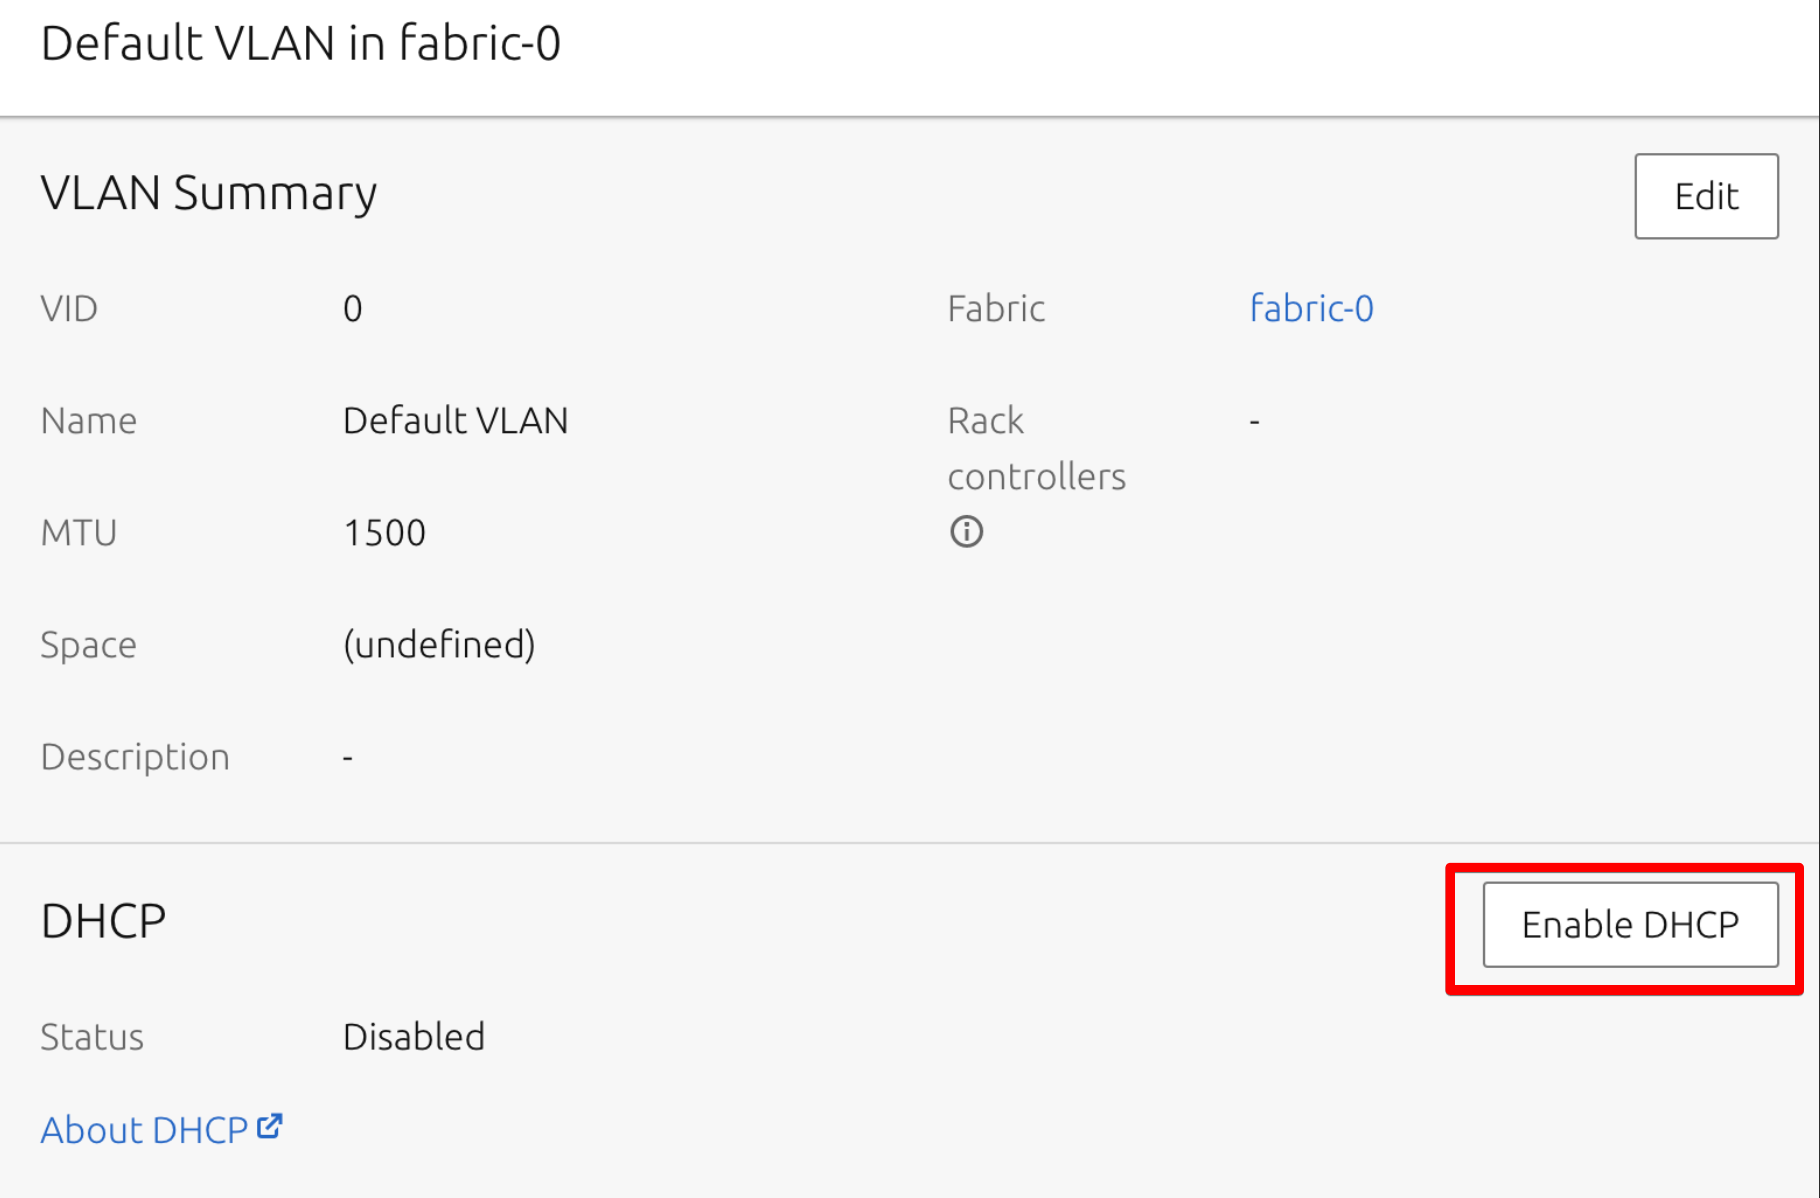 Default VLAN in fabric-0
VLAN Summary
Edit
VID 0
Fabric fabric-0
Name Default VLAN
Rack controllers -
MTU 1500
Space (undefined)
Description -
DHCP
Enable DHCP
Status Disabled
About DHCP